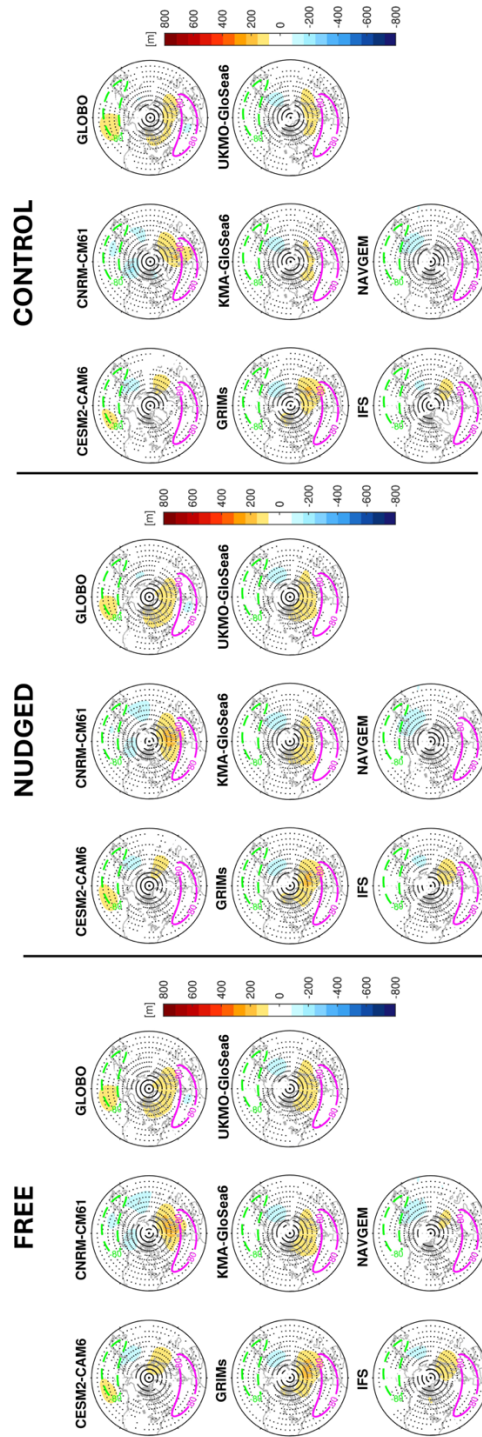 FREE
NUDGED
CONTROL
CESM2-CAM6
CNRM-CM61
GLOBO
GRIMs
KMA-GloSea6
UKMO-GloSea6
IFS
NAVGEM
[m]
800
600
400
200
0
-200
-400
-600
-800
CESM2-CAM6
CNRM-CM61
GLOBO
GRIMs
KMA-GloSea6
UKMO-GloSea6
IFS
NAVGEM
[m]
800
600
400
200
0
-200
-400
-600
-800
CESM2-CAM6
CNRM-CM61
GLOBO
GRIMs
KMA-GloSea6
UKMO-GloSea6
IFS
NAVGEM
[m]
800
600
400
200
0
-200
-400
-600
-800